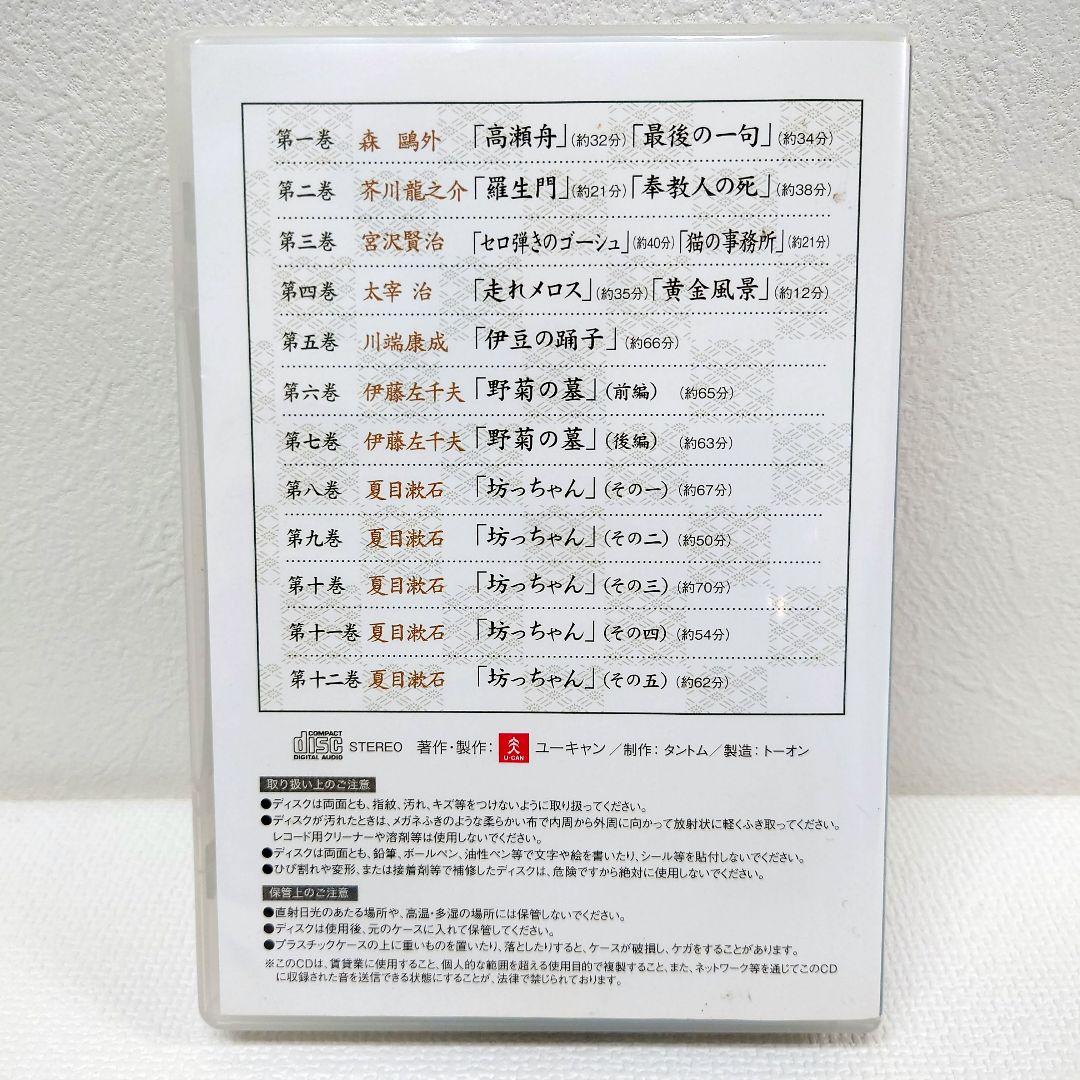 第一巻 森 鷗外 「高瀬舟」(約32分)「最後の一句」(約34分)
第二巻 芥川龍之介 「羅生門」(約21分)「奉教人の死」(約38分)
第三巻 宮沢賢治 「セロ弾きのゴーシュ」(約40分)「猫の事務所」(約21分)
第四巻 太宰 治 「走れメロス」(約35分)「黄金風景」(約12分)
第五巻 川端康成 「伊豆の踊子」(約66分)
第六巻 伊藤左千夫 「野菊の墓」(前編) (約65分)
第七巻 伊藤左千夫 「野菊の墓」(後編) (約63分)
第八巻 夏目漱石 「坊っちゃん」(その一) (約67分)
第九巻 夏目漱石 「坊っちゃん」(その二) (約50分)
第十巻 夏目漱石 「坊っちゃん」(その三) (約70分)
第十一巻 夏目漱石 「坊っちゃん」(その四) (約54分)
第十二巻 夏目漱石 「坊っちゃん」(その五) (約62分)
COMPACT disc DIGITAL AUDIO STEREO 著作・製作: U-CAN ユーキャン／制作:タントム／製造:トーオン
取り扱い上のご注意
●ディスクは両面とも、指紋、汚れ、キズ等をつけないように取り扱ってください。
●ディスクが汚れたときは、メガネふきのような柔らかい布で内周から外周に向かって放射状に軽くふき取ってください。
レコード用クリーナーや溶剤等は使用しないでください。
●ディスクは両面とも、鉛筆、ボールペン、油性ペン等で文字や絵を書いたり、シール等を貼付しないでください。
●ひび割れや変形、または接着剤等で補修したディスクは、危険ですから絶対に使用しないでください。
保管上のご注意
●直射日光のあたる場所や、高温・多湿の場所には保管しないでください。
●ディスクは使用後、元のケースに入れて保管してください。
●プラスチックケースの上に重いものを置いたり、落としたりすると、ケースが破損し、ケガをすることがあります。
※このCDは、賃貸業に使用すること、個人的な範囲を超える使用目的で複製すること、また、ネットワーク等を通じてこのCD
に収録された音を送信できる状態にすることが、法律で禁じられております。